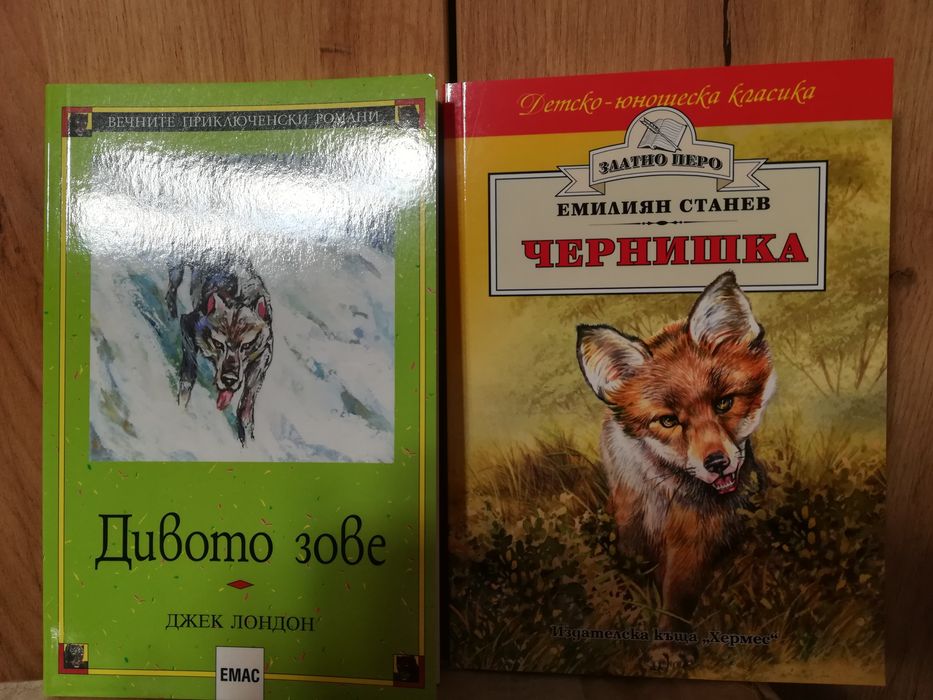 ВЕЧНИТЕ ПРИКЛЮЧЕНСКИ РОМАНИ
Дивото зове
ДЖЕК ЛОНДОН
ЕМАС
Детско-юношеска класика
ЗЛАТНО ПЕРО
ЕМИЛИЯН СТАНЕВ
ЧЕРНИШКА
Издателска къща „Хермес“